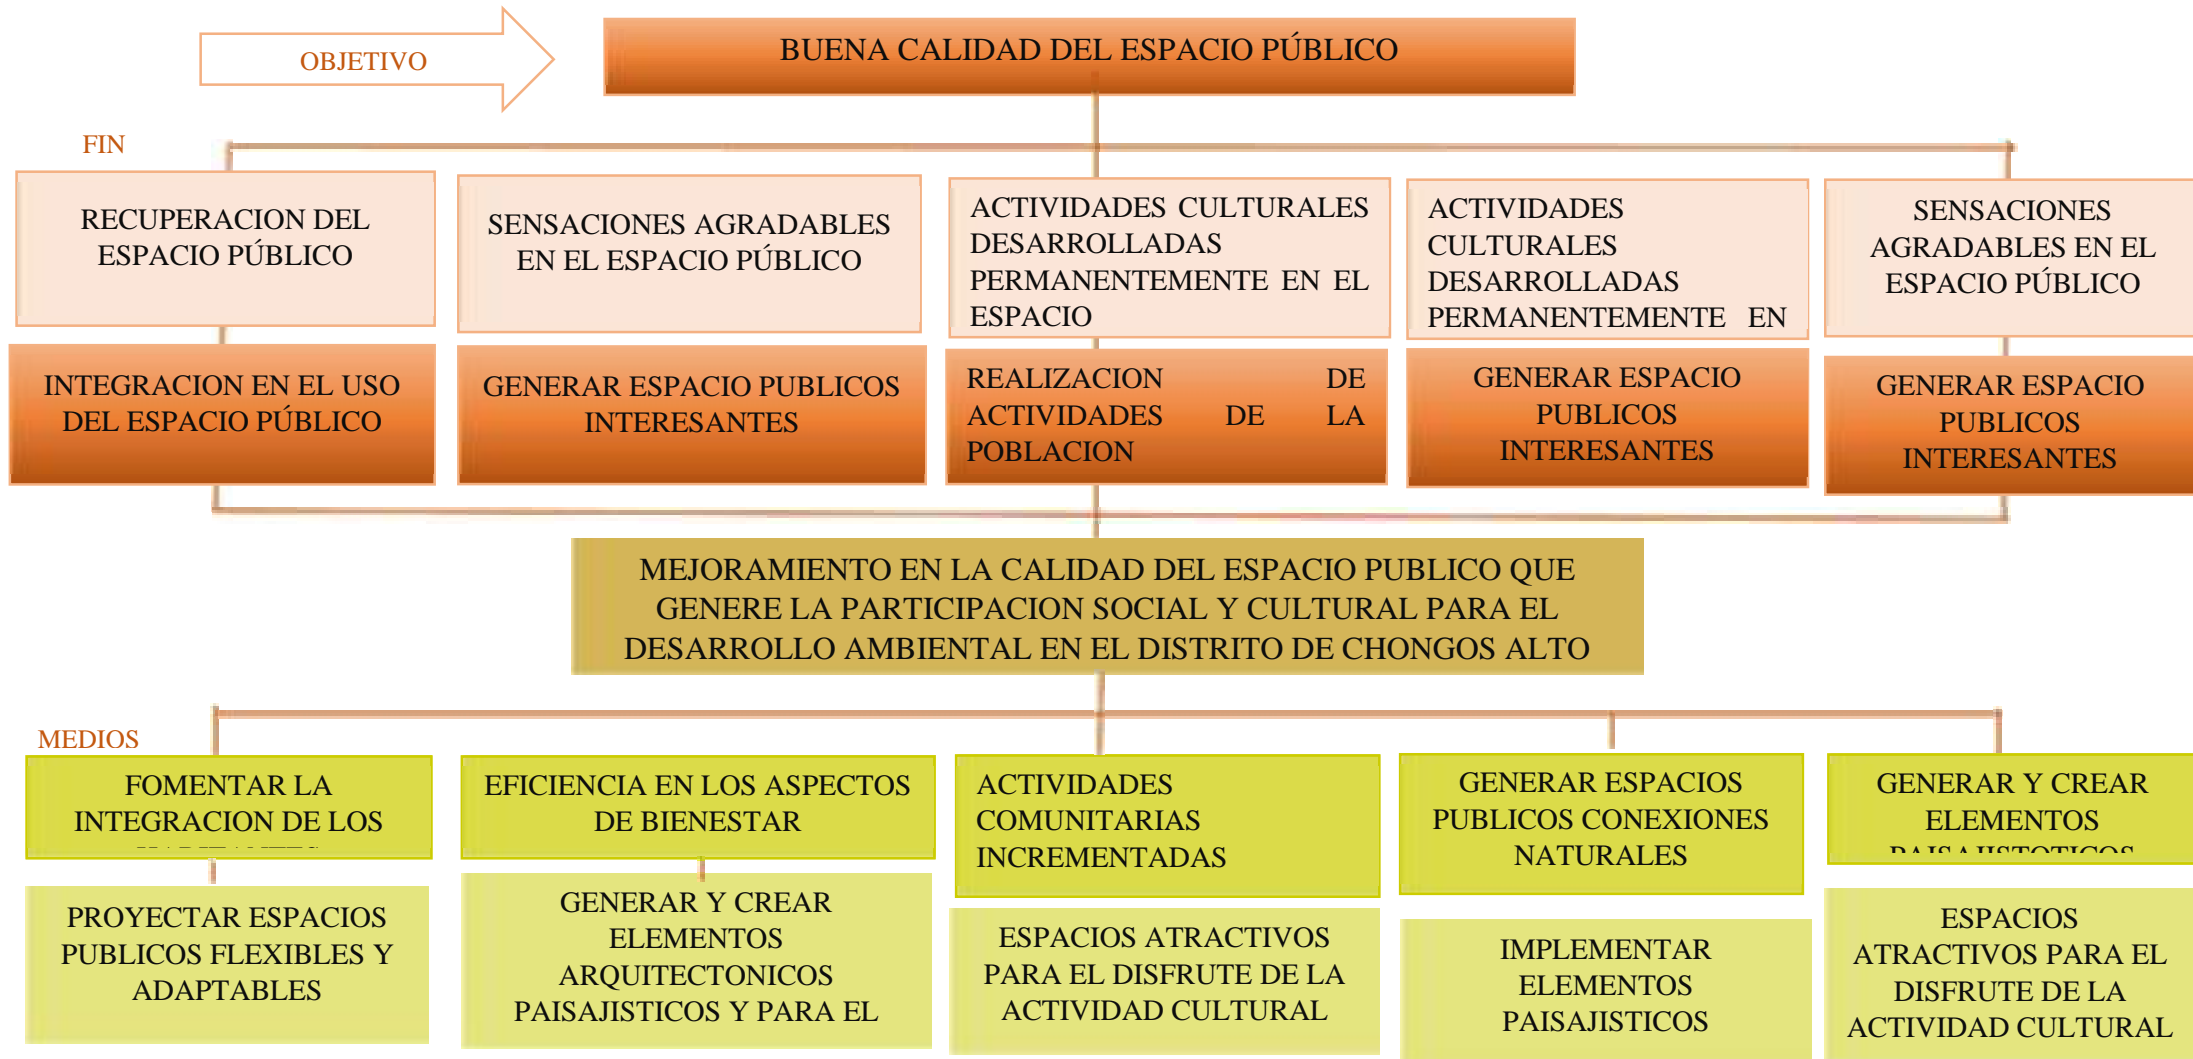 OBJETIVO
BUENA CALIDAD DEL ESPACIO PÚBLICO
FIN
RECUPERACION DEL
ESPACIO PÚBLICO
SENSACIONES AGRADABLES
EN EL ESPACIO PÚBLICO
ACTIVIDADES CULTURALES
DESARROLLADAS
PERMANENTEMENTE EN EL
ESPACIO
ACTIVIDADES
CULTURALES
DESARROLLADAS
PERMANENTEMENTE EN
SENSACIONES
AGRADABLES EN EL
ESPACIO PÚBLICO
INTEGRACION EN EL USO
DEL ESPACIO PÚBLICO
GENERAR ESPACIO PUBLICOS
INTERESANTES
REALIZACION DE
ACTIVIDADES DE LA
POBLACION
GENERAR ESPACIO
PUBLICOS
INTERESANTES
GENERAR ESPACIO
PUBLICOS
INTERESANTES
MEJORAMIENTO EN LA CALIDAD DEL ESPACIO PUBLICO QUE
GENERE LA PARTICIPACION SOCIAL Y CULTURAL PARA EL
DESARROLLO AMBIENTAL EN EL DISTRITO DE CHONGOS ALTO
MEDIOS
FOMENTAR LA
INTEGRACION DE LOS
EFICIENCIA EN LOS ASPECTOS
DE BIENESTAR
ACTIVIDADES
COMUNITARIAS
INCREMENTADAS
GENERAR ESPACIOS
PUBLICOS CONEXIONES
NATURALES
GENERAR Y CREAR
ELEMENTOS
PAISAJISTOTICOS
PROYECTAR ESPACIOS
PUBLICOS FLEXIBLES Y
ADAPTABLES
GENERAR Y CREAR
ELEMENTOS
ARQUITECTONICOS
PAISAJISTICOS Y PARA EL
ESPACIOS ATRACTIVOS
PARA EL DISFRUTE DE LA
ACTIVIDAD CULTURAL
IMPLEMENTAR
ELEMENTOS
PAISAJISTICOS
ESPACIOS
ATRACTIVOS PARA EL
DISFRUTE DE LA
ACTIVIDAD CULTURAL